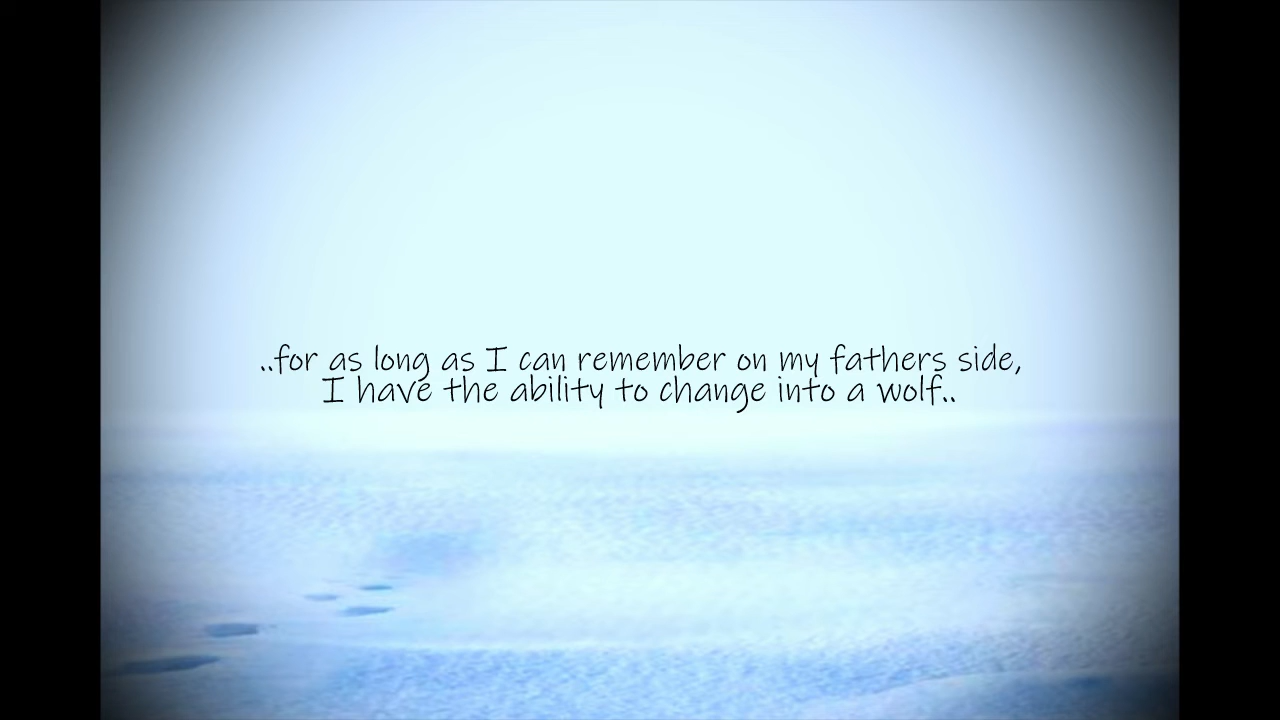 ..for as long as I can remember on my fathers side,
I have the ability to change into a wolf..